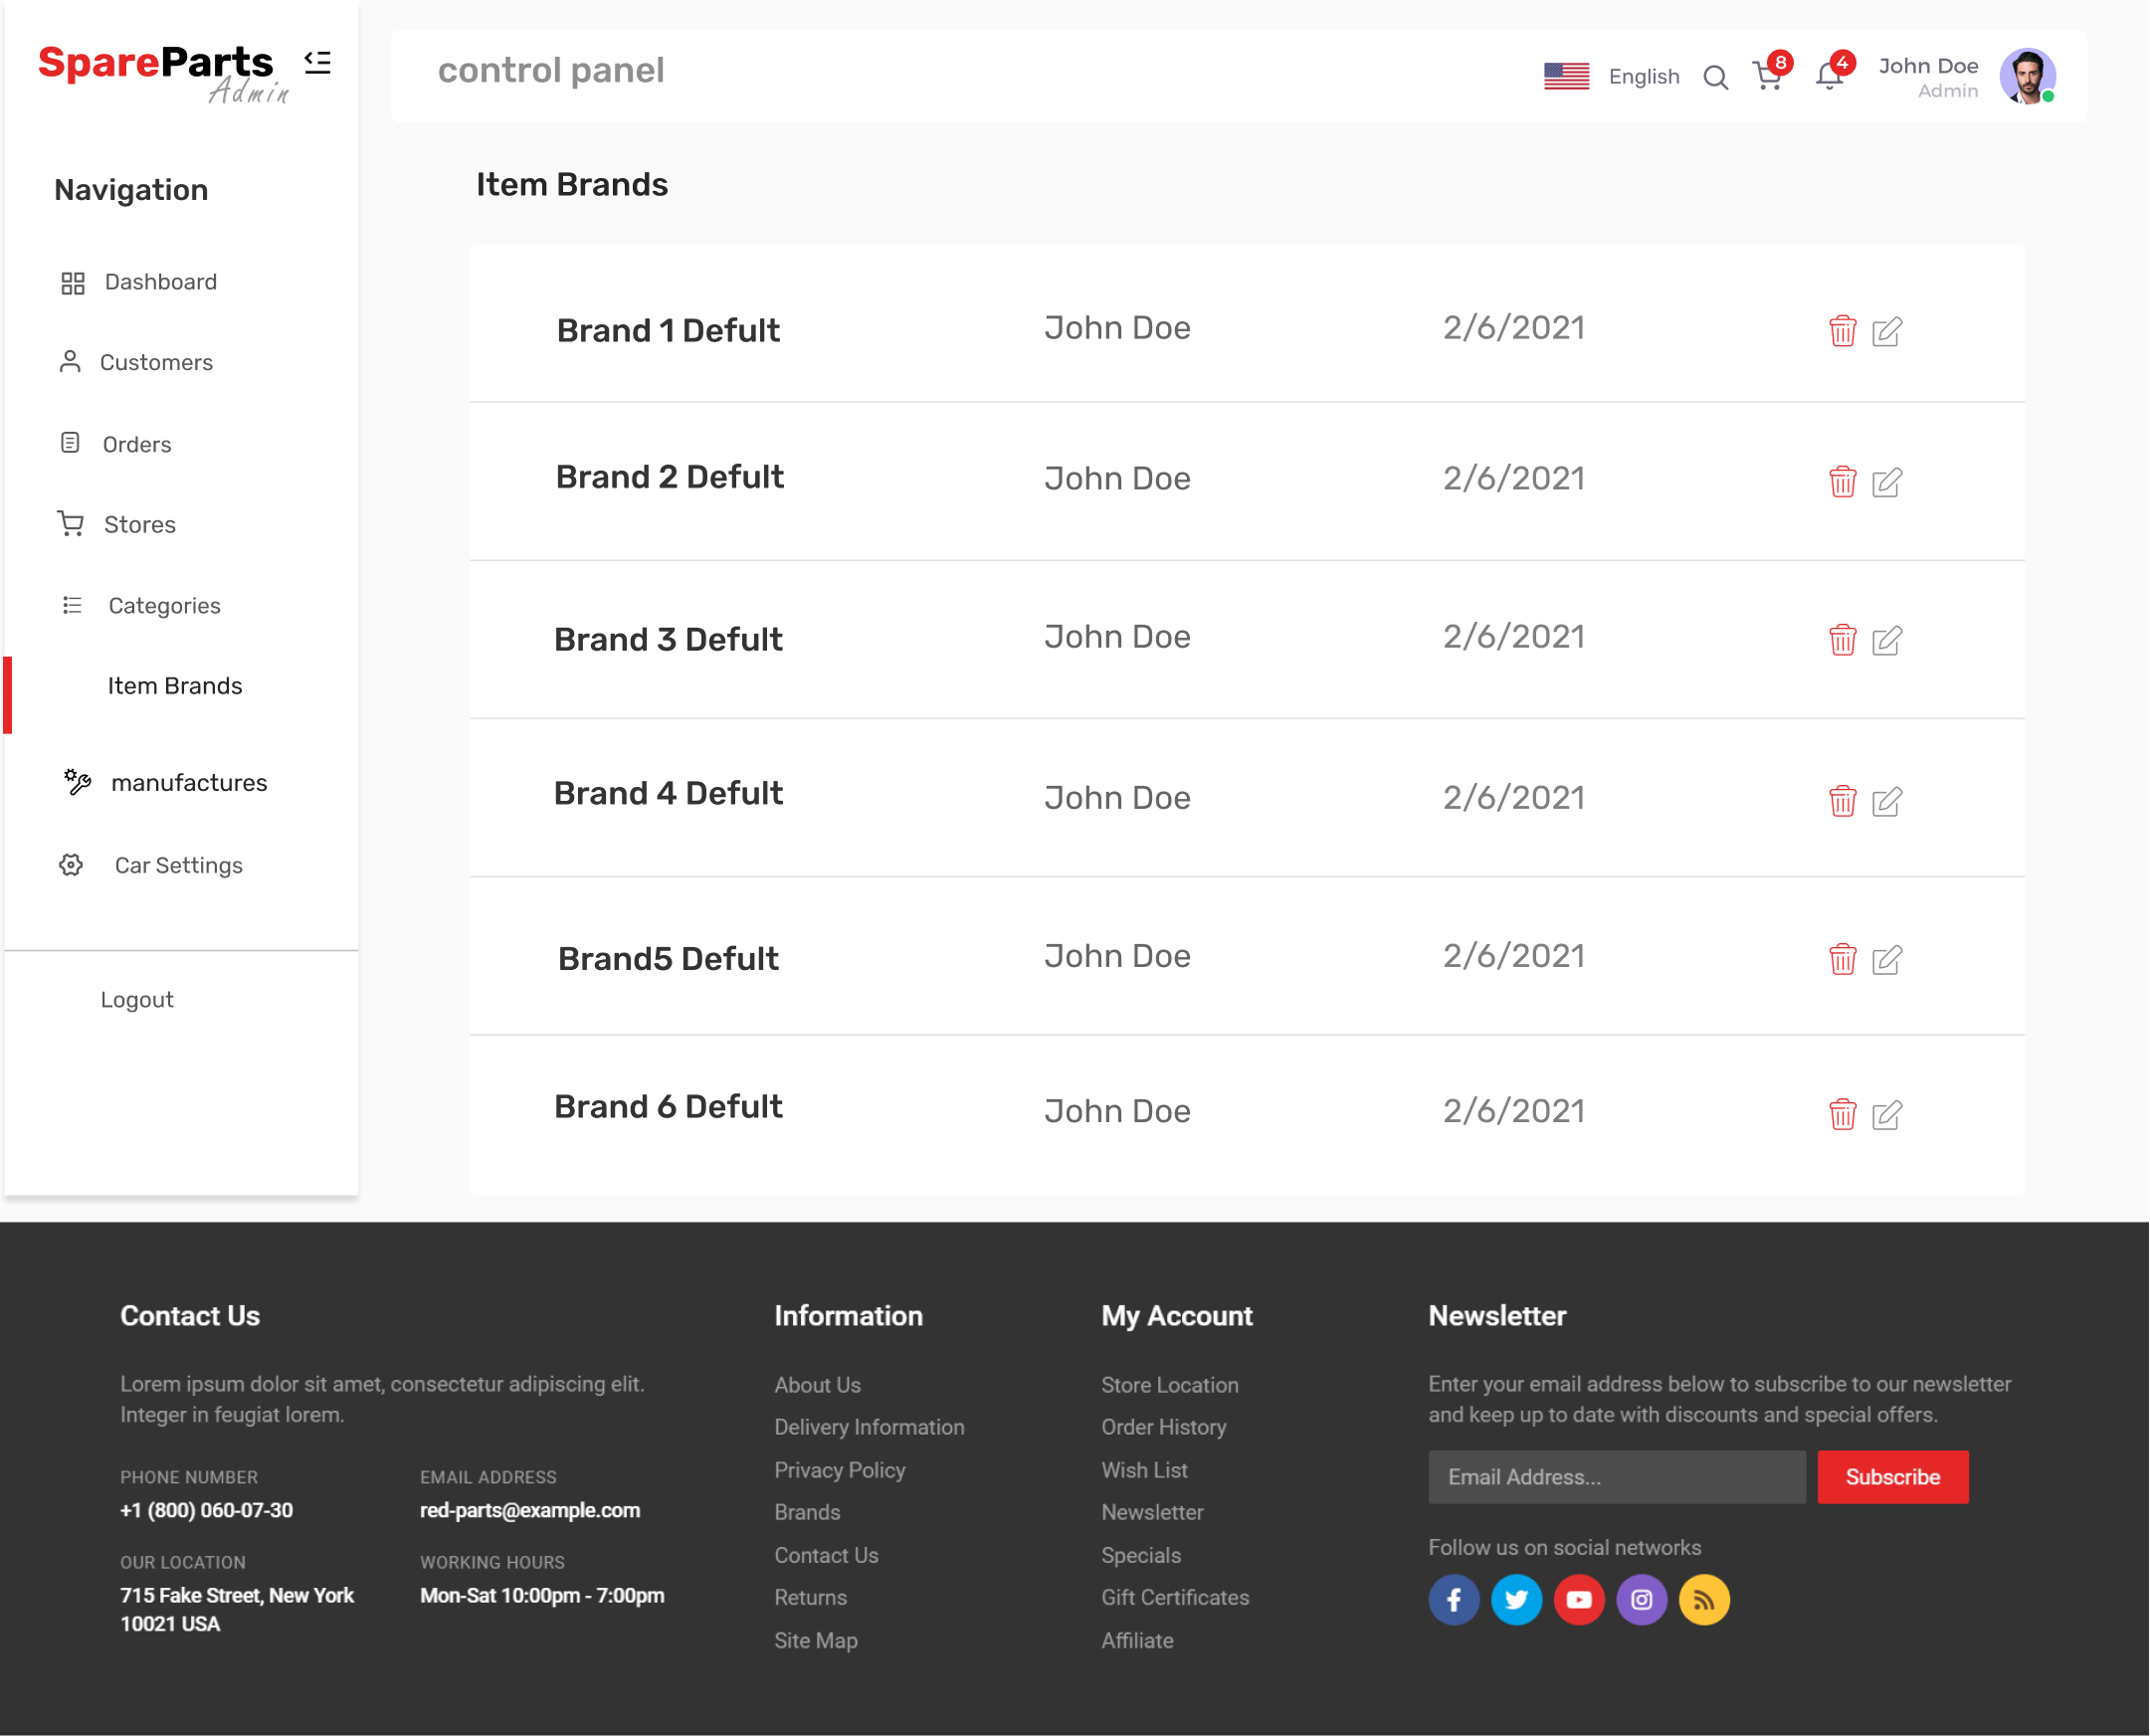 SpareParts
Admin
Navigation
Dashboard
Customers
Orders
Stores
Categories
Item Brands
manufactures
Car Settings
Logout
control panel
English
8
4
John Doe
Admin
Item Brands
Brand 1 Defult John Doe 2/6/2021
Brand 2 Defult John Doe 2/6/2021
Brand 3 Defult John Doe 2/6/2021
Brand 4 Defult John Doe 2/6/2021
Brand5 Defult John Doe 2/6/2021
Brand 6 Defult John Doe 2/6/2021
Contact Us
Lorem ipsum dolor sit amet, consectetur adipiscing elit.
Integer in feugiat lorem.
PHONE NUMBER
+1 (800) 060-07-30
EMAIL ADDRESS
red-parts@example.com
OUR LOCATION
715 Fake Street, New York
10021 USA
WORKING HOURS
Mon-Sat 10:00pm - 7:00pm
Information
About Us
Delivery Information
Privacy Policy
Brands
Contact Us
Returns
Site Map
My Account
Store Location
Order History
Wish List
Newsletter
Specials
Gift Certificates
Affiliate
Newsletter
Enter your email address below to subscribe to our newsletter
and keep up to date with discounts and special offers.
Email Address...
Subscribe
Follow us on social networks